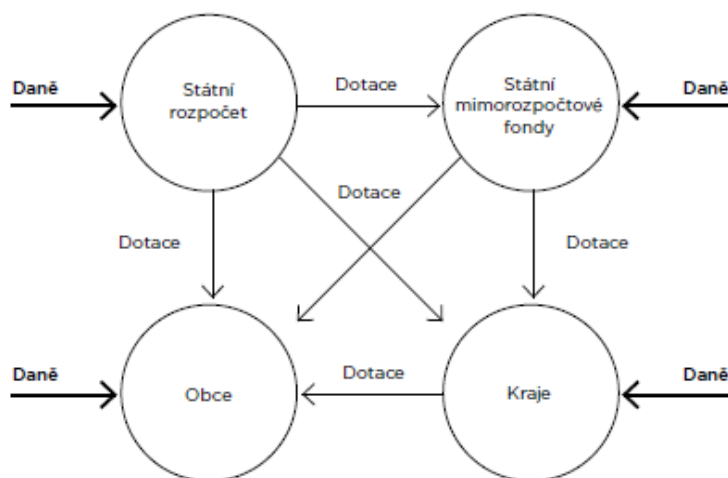 Daně
Státní
rozpočet
Dotace
Státní
mimorozpočtové
fondy
Daně
Dotace
Dotace
Dotace
Daně
Obce
Dotace
Kraje
Daně